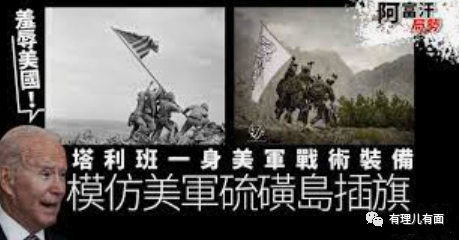 羞辱美國！
阿富汗
局勢
塔利班一身美軍戰術裝備
模仿美軍硫磺島插旗
有理儿有面